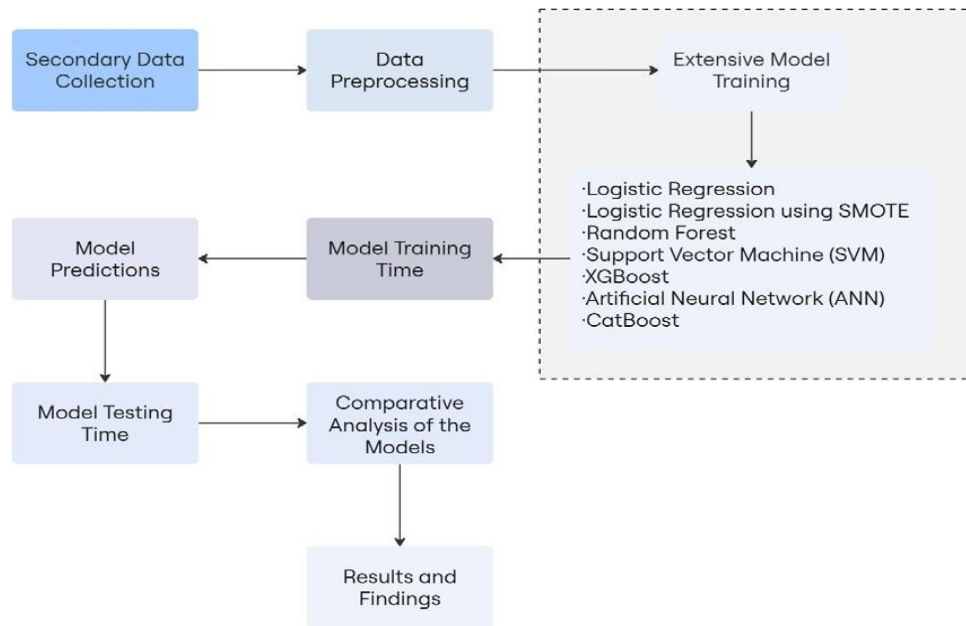 Secondary Data
Collection
Data
Preprocessing
Extensive Model
Training
·Logistic Regression
·Logistic Regression using SMOTE
·Random Forest
·Support Vector Machine (SVM)
·XGBoost
·Artificial Neural Network (ANN)
·CatBoost
Model Training
Time
Model
Predictions
Model Testing
Time
Comparative
Analysis of the
Models
Results and
Findings